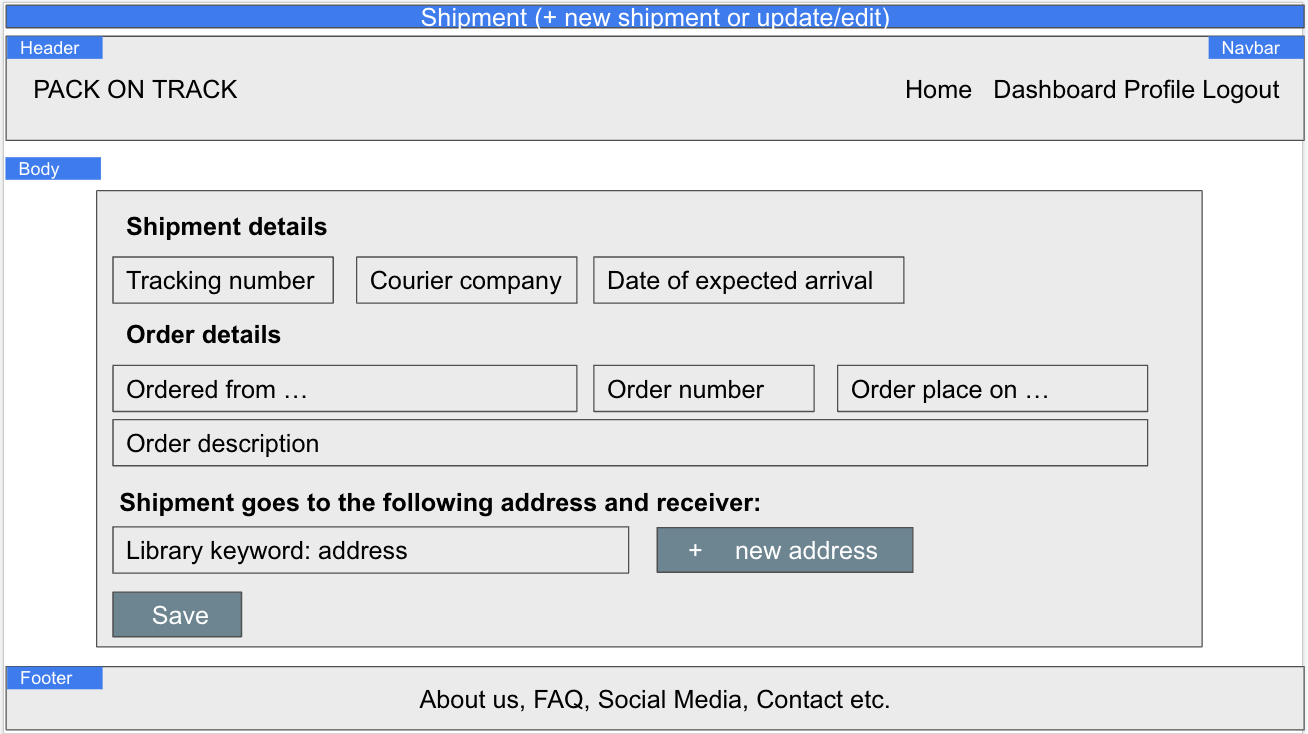 Shipment (+ new shipment or update/edit)
Header
Navbar
PACK ON TRACK
Home Dashboard Profile Logout
Body
Shipment details
Tracking number
Courier company
Date of expected arrival
Order details
Ordered from …
Order number
Order place on …
Order description
Shipment goes to the following address and receiver:
Library keyword: address
+ new address
Save
Footer
About us, FAQ, Social Media, Contact etc.